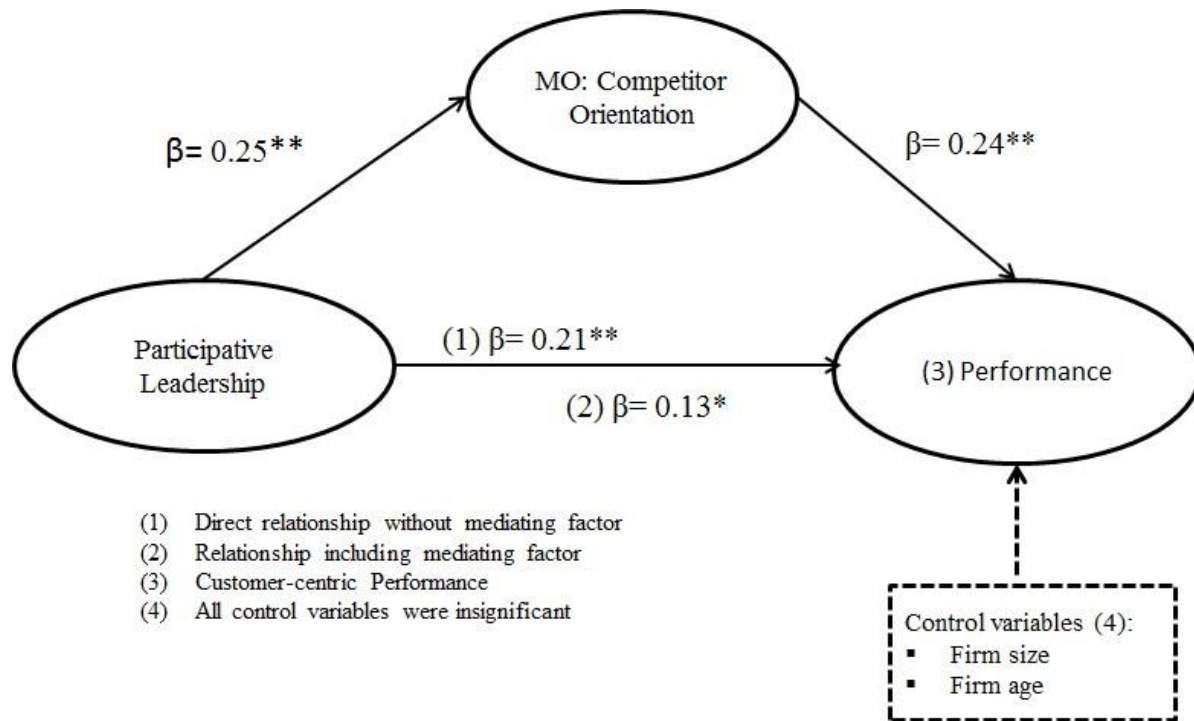 MO: Competitor
Orientation
β= 0.25**
β= 0.24**
Participative
Leadership
(1) β= 0.21**
(2) β= 0.13*
(3) Performance
(1) Direct relationship without mediating factor
(2) Relationship including mediating factor
(3) Customer-centric Performance
(4) All control variables were insignificant
Control variables (4):
▪ Firm size
▪ Firm age